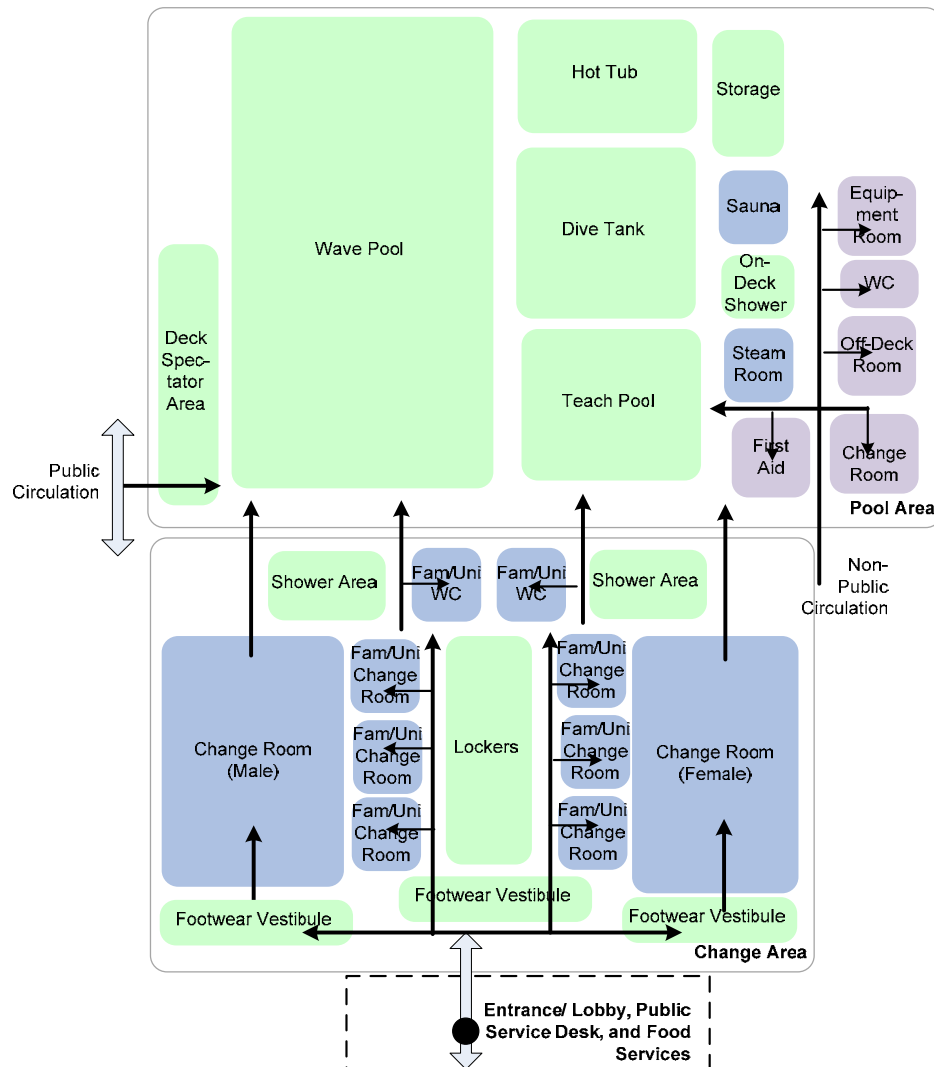 Hot Tub
Storage
Wave Pool
Dive Tank
Sauna
Equip-
ment
Room
On-
Deck
Shower
WC
Deck
Spec-
tator
Area
Steam
Room
Off-Deck
Room
Teach Pool
First
Aid
Change
Room
Public
Circulation
Pool Area
Shower Area
Fam/Uni
WC
Fam/Uni
WC
Shower Area
Non-
Public
Circulation
Fam/Uni
Change
Room
Fam/Uni
Change
Room
Change Room
(Male)
Fam/Uni
Change
Room
Lockers
Fam/Uni
Change
Room
Change Room
(Female)
Fam/Uni
Change
Room
Fam/Uni
Change
Room
Footwear Vestibule
Footwear Vestibule
Footwear Vestibule
Change Area
Entrance/ Lobby, Public
Service Desk, and Food
Services